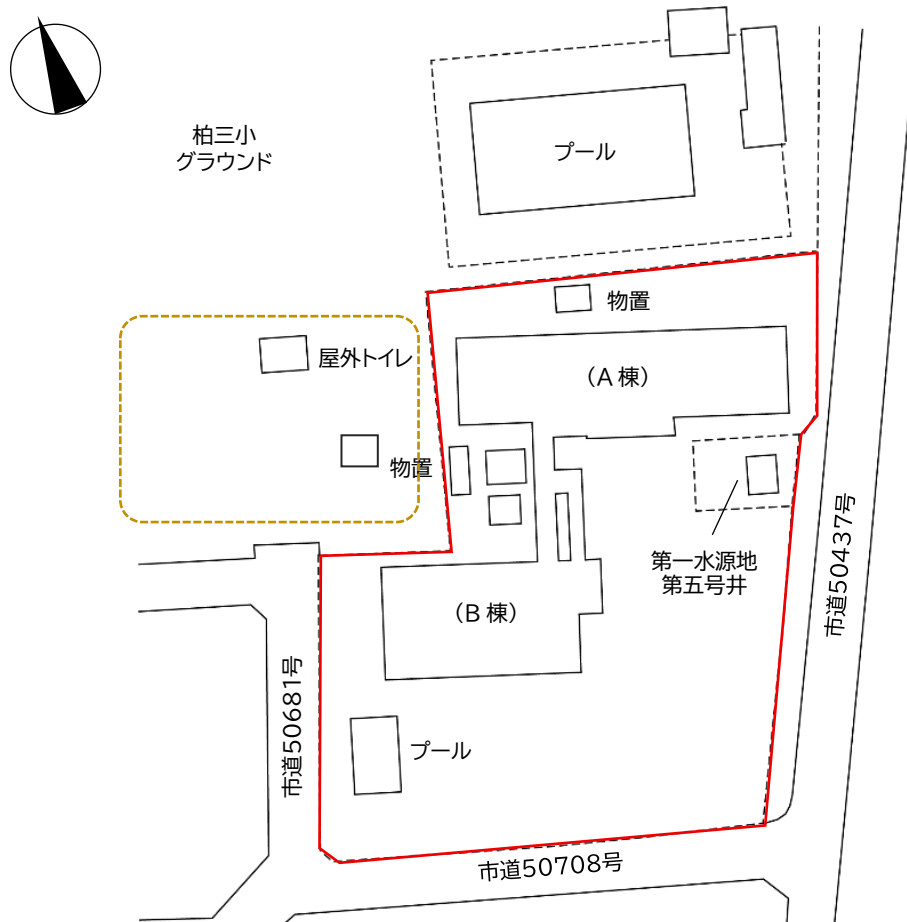 柏三小
グラウンド
プール
物置
(A 棟)
屋外トイレ
物置
第一水源地
第五号井
市道50437号
(B 棟)
市道50681号
プール
市道50708号